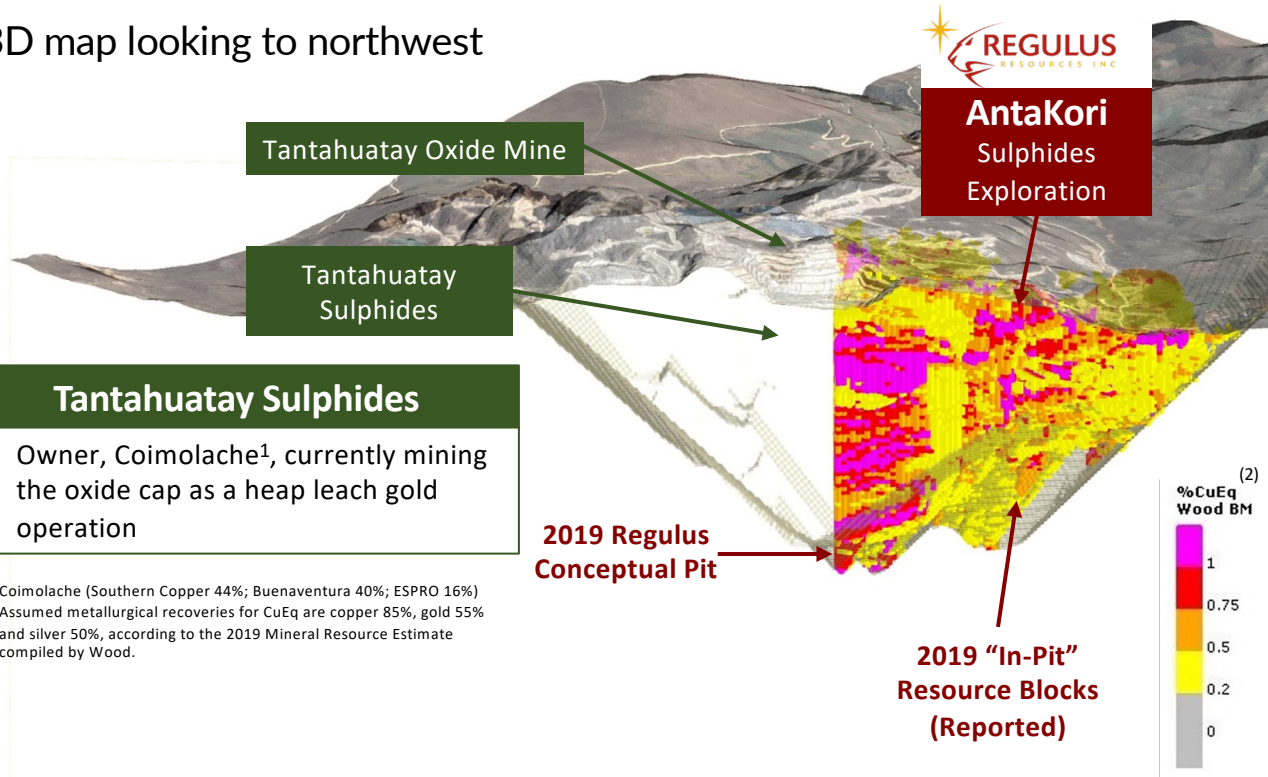 3D map looking to northwest
REGULUS
RESOURCES INC
AntaKori
Sulphides
Exploration
Tantahuatay Oxide Mine
Tantahuatay
Sulphides
Tantahuatay Sulphides
Owner, Coimolache¹, currently mining
the oxide cap as a heap leach gold
operation
2019 Regulus
Conceptual Pit
Coimolache (Southern Copper 44%; Buenaventura 40%; ESPRO 16%)
Assumed metallurgical recoveries for CuEq are copper 85%, gold 55%
and silver 50%, according to the 2019 Mineral Resource Estimate
compiled by Wood.
2019 “In-Pit”
Resource Blocks
(Reported)
(2)
%CuEq
Wood BM
1
0.75
0.5
0.2
0